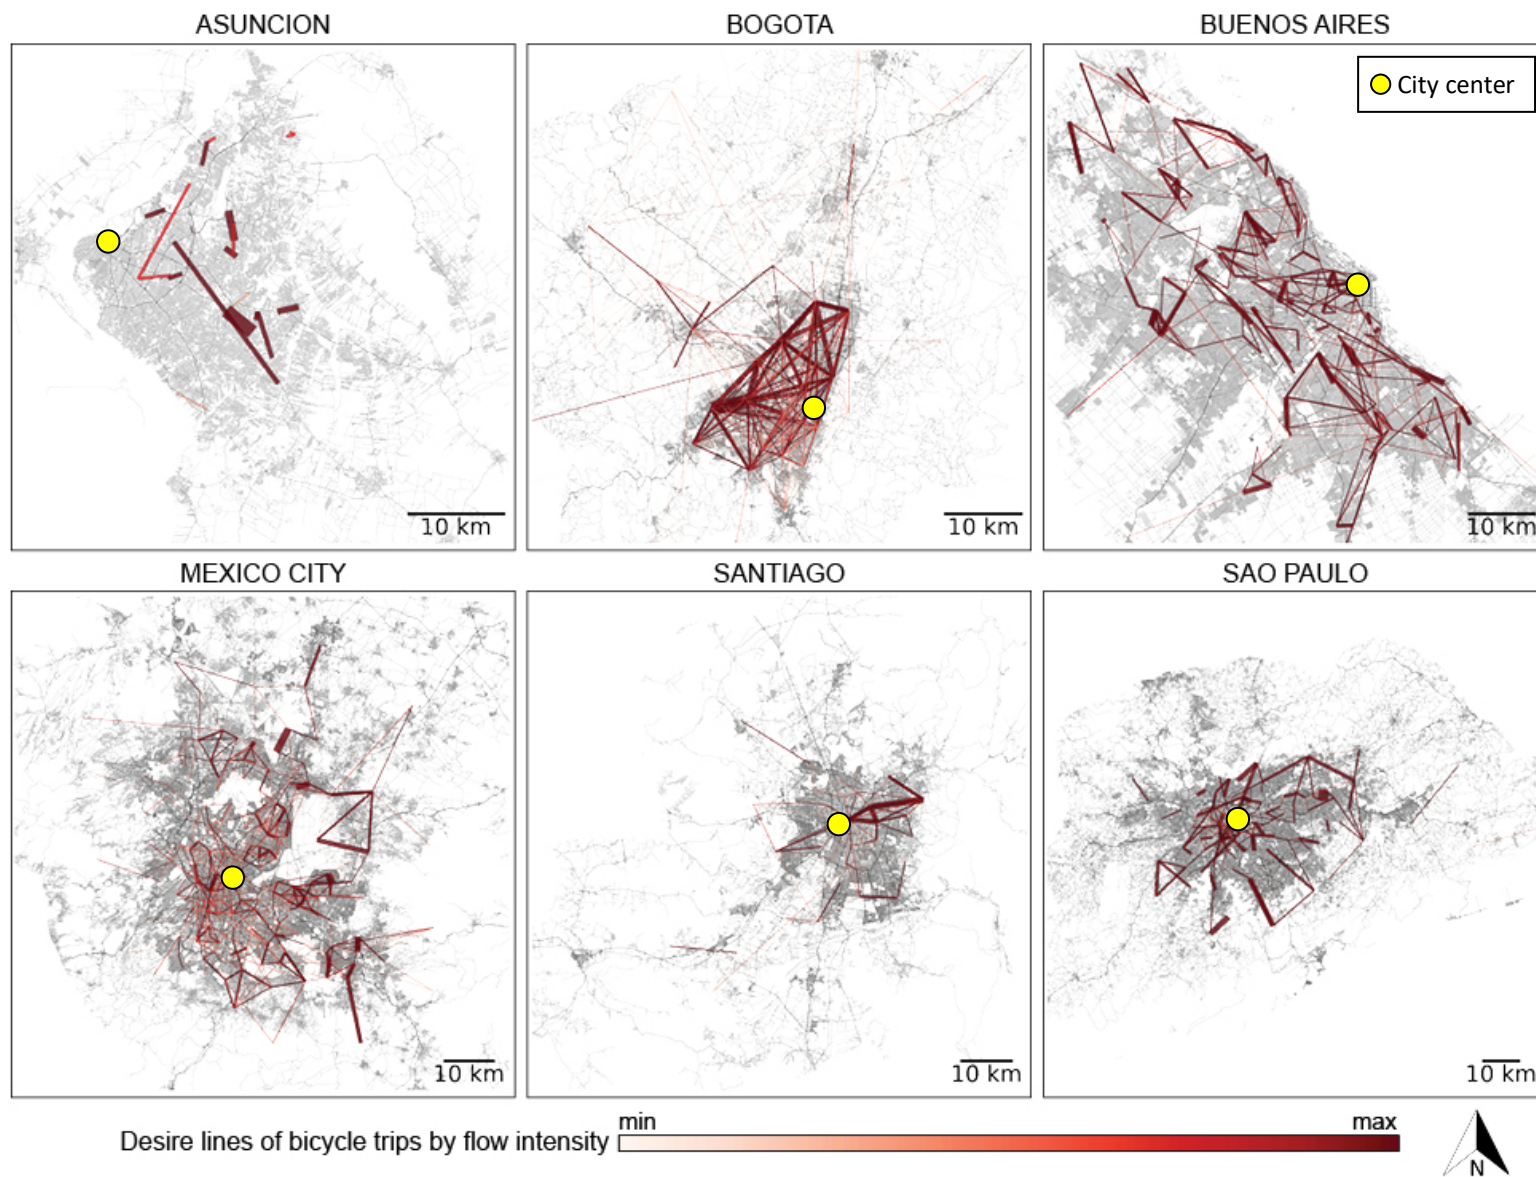 ASUNCION
BOGOTA
BUENOS AIRES
City center
10 km
10 km
10 km
MEXICO CITY
SANTIAGO
SAO PAULO
10 km
10 km
10 km
Desire lines of bicycle trips by flow intensity
min
max
N